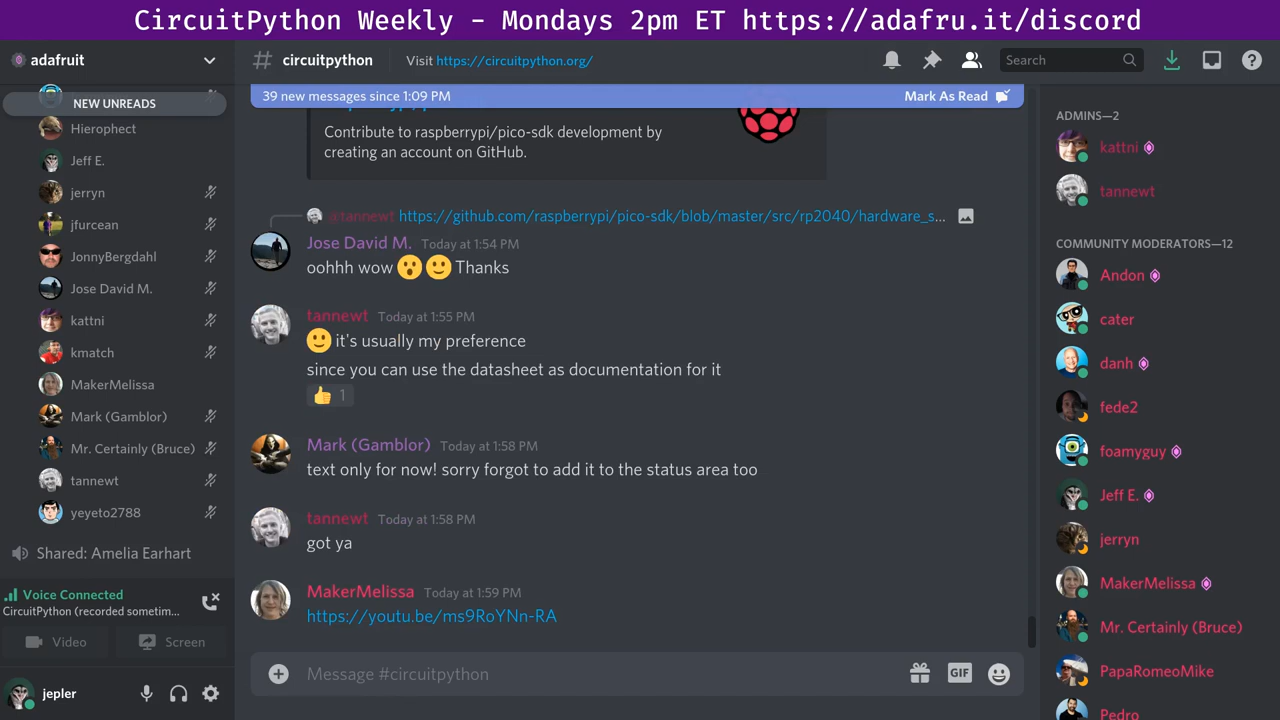 CircuitPython Weekly - Mondays 2pm ET https://adafru.it/discord
adafruit
NEW UNREADS
Hierophect
Jeff E.
jerryn
jfurcean
JonnyBergdahl
Jose David M.
kattni
kmatch
MakerMelissa
Mark (Gamblor)
Mr. Certainly (Bruce)
tannewt
yeyeto2788
Shared: Amelia Earhart
Voice Connected
CircuitPython (recorded sometim...
Video
Screen
jepler
# circuitpython
Visit https://circuitpython.org/
Search
39 new messages since 1:09 PM
Mark As Read
Contribute to raspberrypi/pico-sdk development by
creating an account on GitHub.
@tannewt https://github.com/raspberrypi/pico-sdk/blob/master/src/rp2040/hardware_s...
Jose David M. Today at 1:54 PM
oohhh wow 😮 🙂 Thanks
tannewt Today at 1:55 PM
🙂 it's usually my preference
since you can use the datasheet as documentation for it
👍 1
Mark (Gamblor) Today at 1:58 PM
text only for now! sorry forgot to add it to the status area too
tannewt Today at 1:58 PM
got ya
MakerMelissa Today at 1:59 PM
https://youtu.be/ms9RoYNn-RA
Message #circuitpython
GIF
ADMINS—2
kattni
tannewt
COMMUNITY MODERATORS—12
Andon
cater
danh
fede2
foamyguy
Jeff E.
jerryn
MakerMelissa
Mr. Certainly (Bruce)
PapaRomeoMike
Pedro